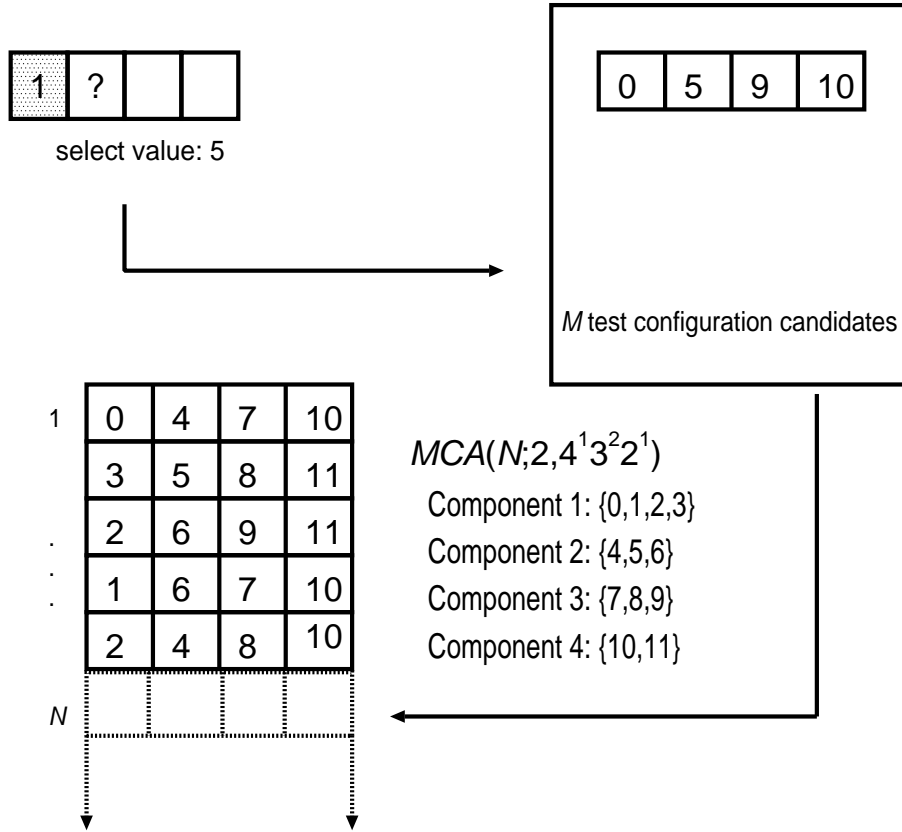 1 ?
select value: 5
0 5 9 10
M test configuration candidates
1 0 4 7 10
3 5 8 11
. 2 6 9 11
. 1 6 7 10
. 2 4 8 10
N
MCA(N;2,4¹3²2¹)
Component 1: {0,1,2,3}
Component 2: {4,5,6}
Component 3: {7,8,9}
Component 4: {10,11}